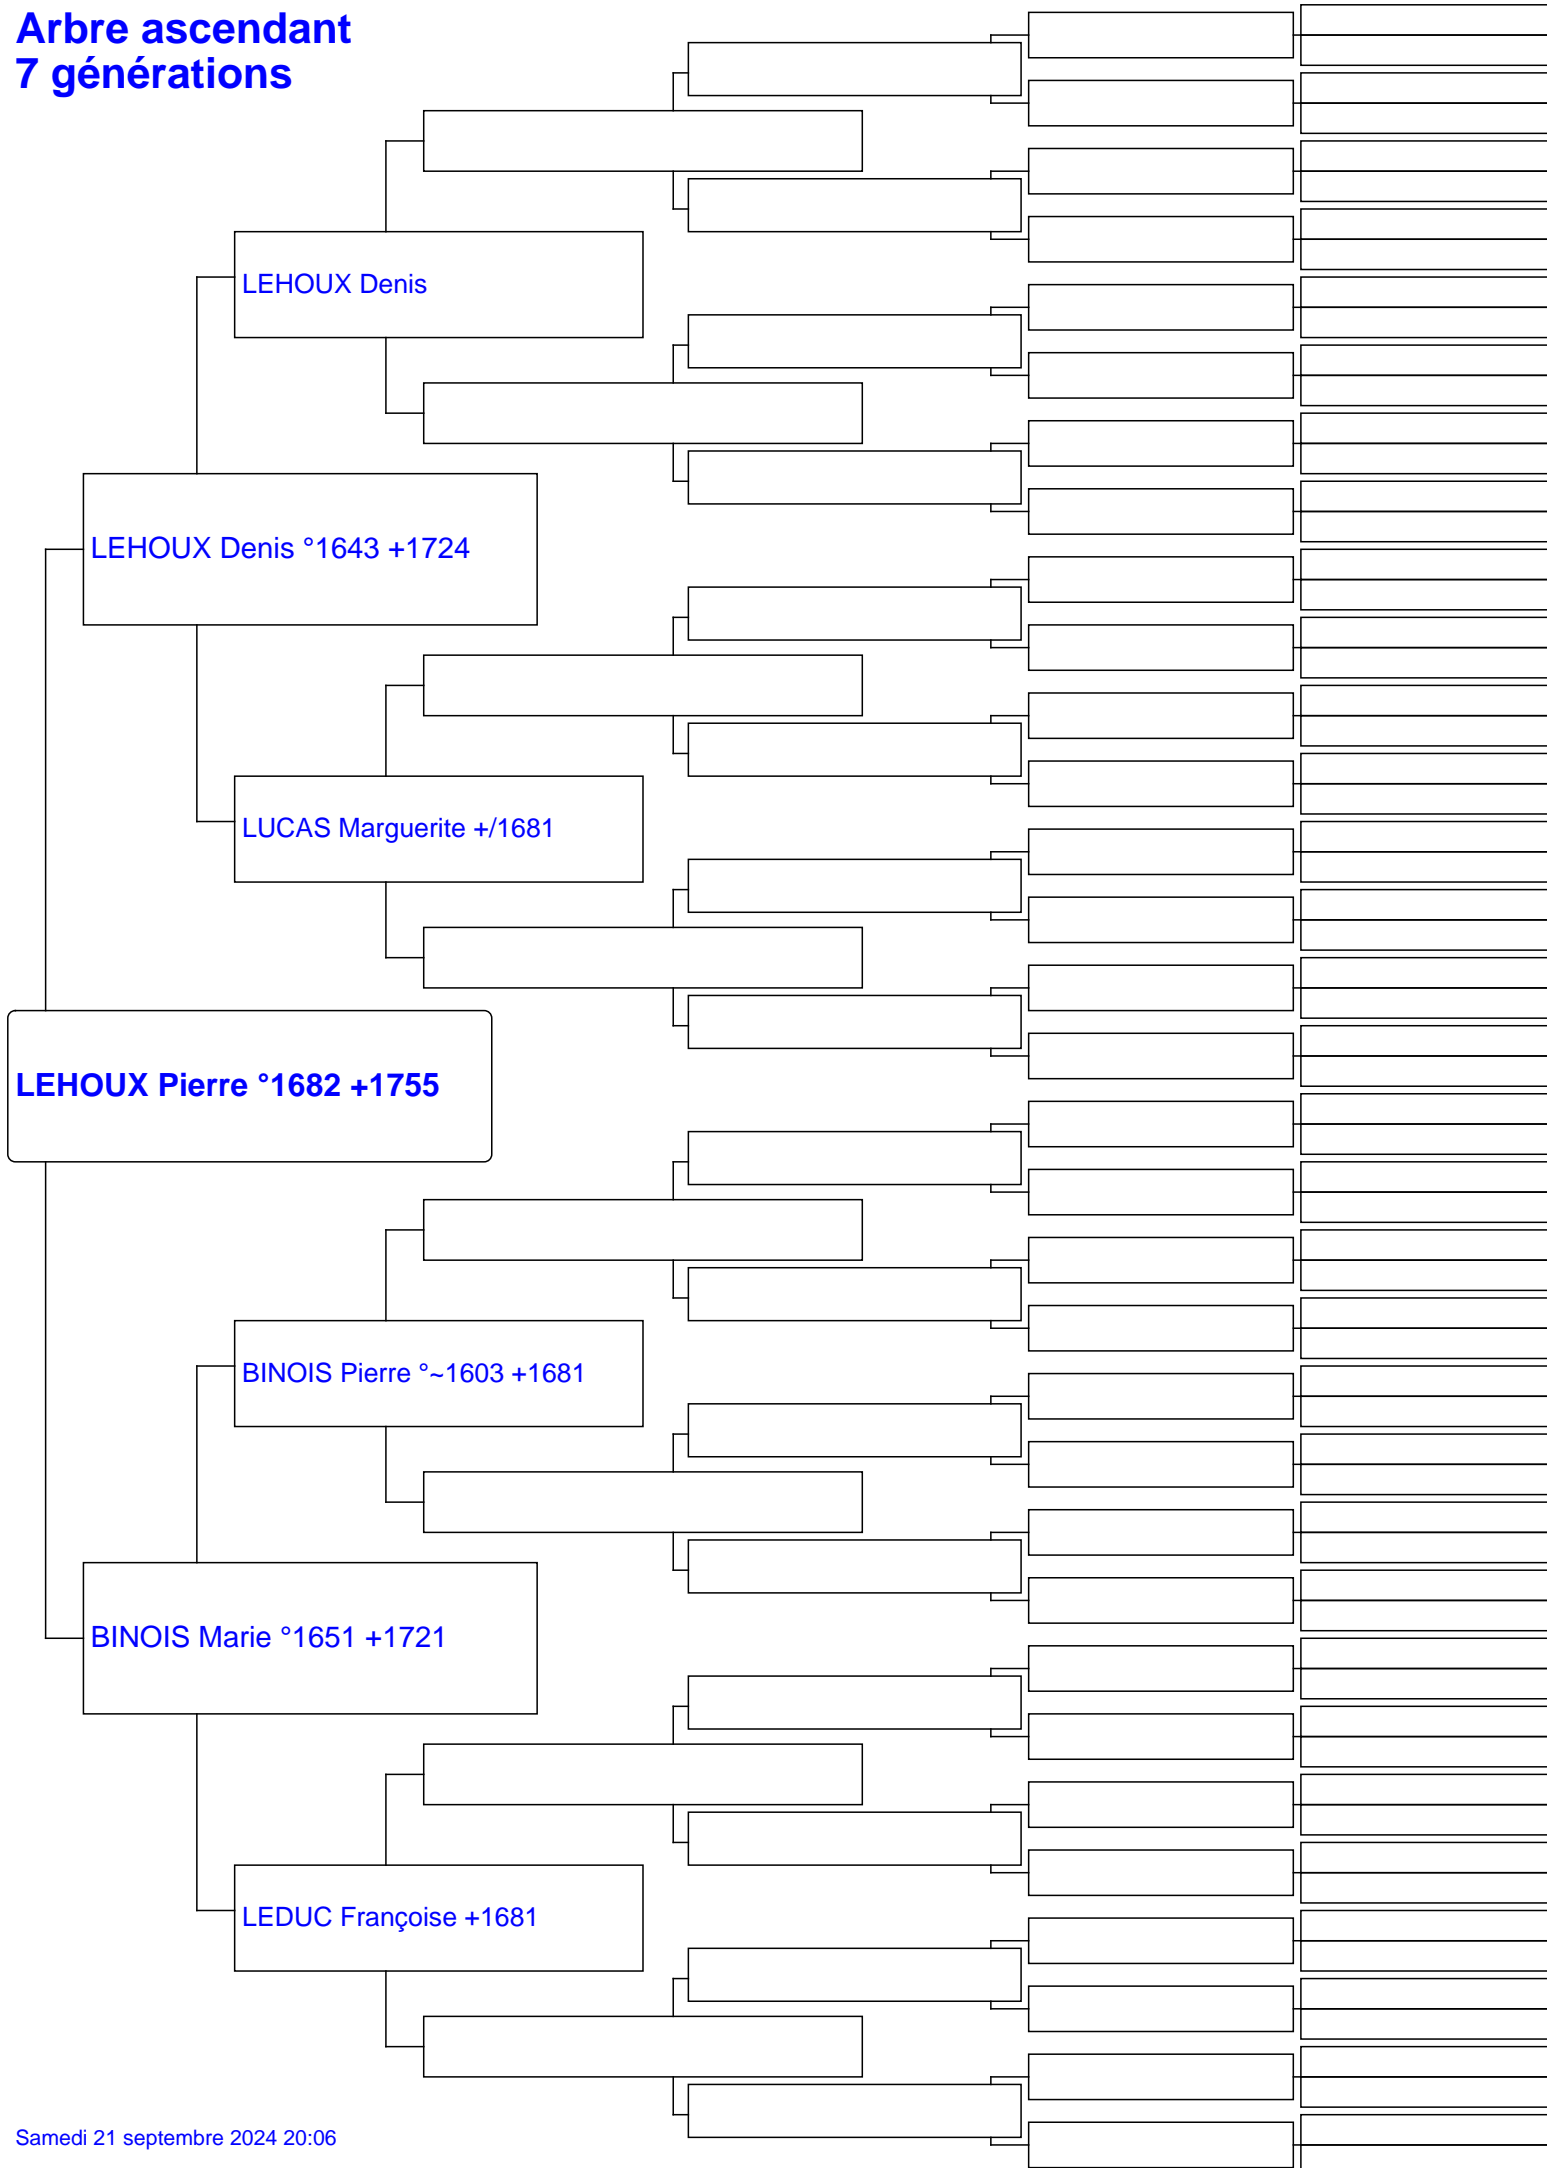 Arbre ascendant
7 générations
LEHOUX Denis
LEHOUX Denis °1643 +1724
LUCAS Marguerite +/1681
LEHOUX Pierre °1682 +1755
BINOIS Pierre °~1603 +1681
BINOIS Marie °1651 +1721
LEDUC Françoise +1681
Samedi 21 septembre 2024 20:06